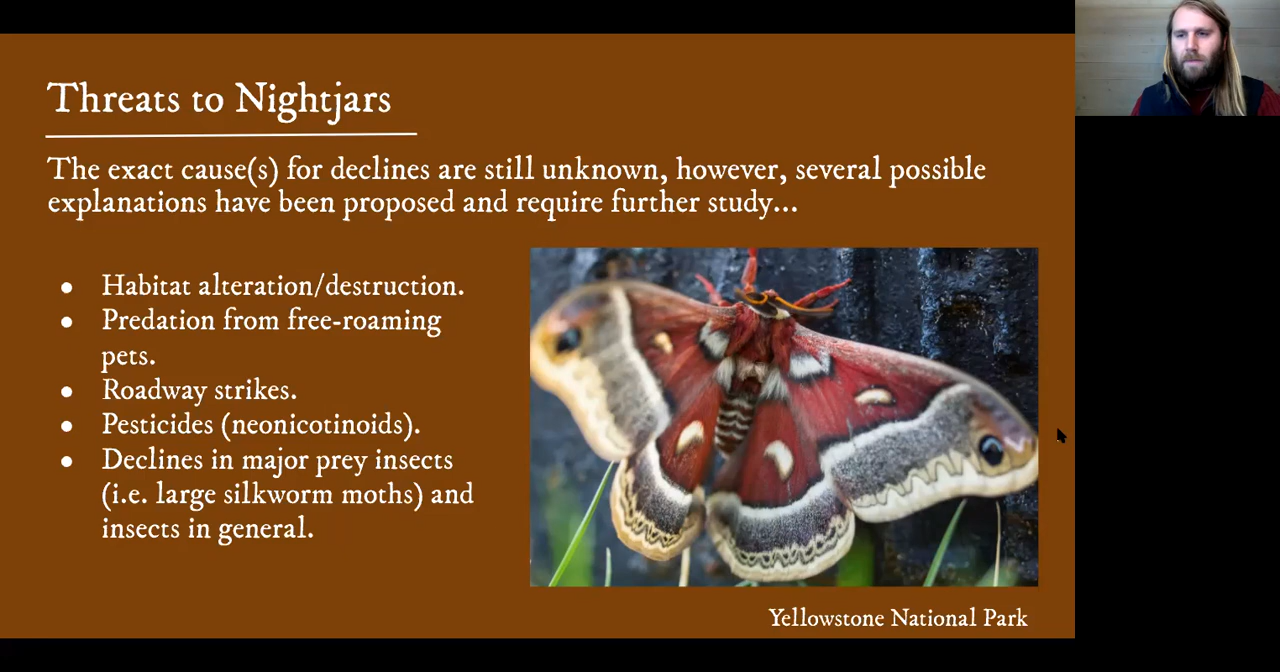 Threats to Nightjars
The exact cause(s) for declines are still unknown, however, several possible
explanations have been proposed and require further study...
● Habitat alteration/destruction.
● Predation from free-roaming
pets.
● Roadway strikes.
● Pesticides (neonicotinoids).
● Declines in major prey insects
(i.e. large silkworm moths) and
insects in general.
Yellowstone National Park